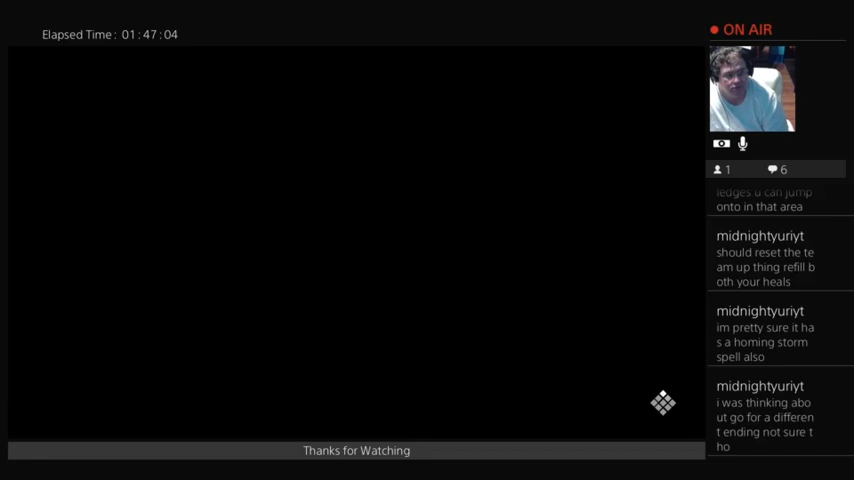 Elapsed Time: 01:47:04
ON AIR
1
6
ledges u can jump
onto in that area
midnightyuriyt
should reset the te
am up thing refill b
oth your heals
midnightyuriyt
im pretty sure it ha
s a homing storm
spell also
midnightyuriyt
i was thinking abo
ut go for a differen
t ending not sure t
ho
Thanks for Watching